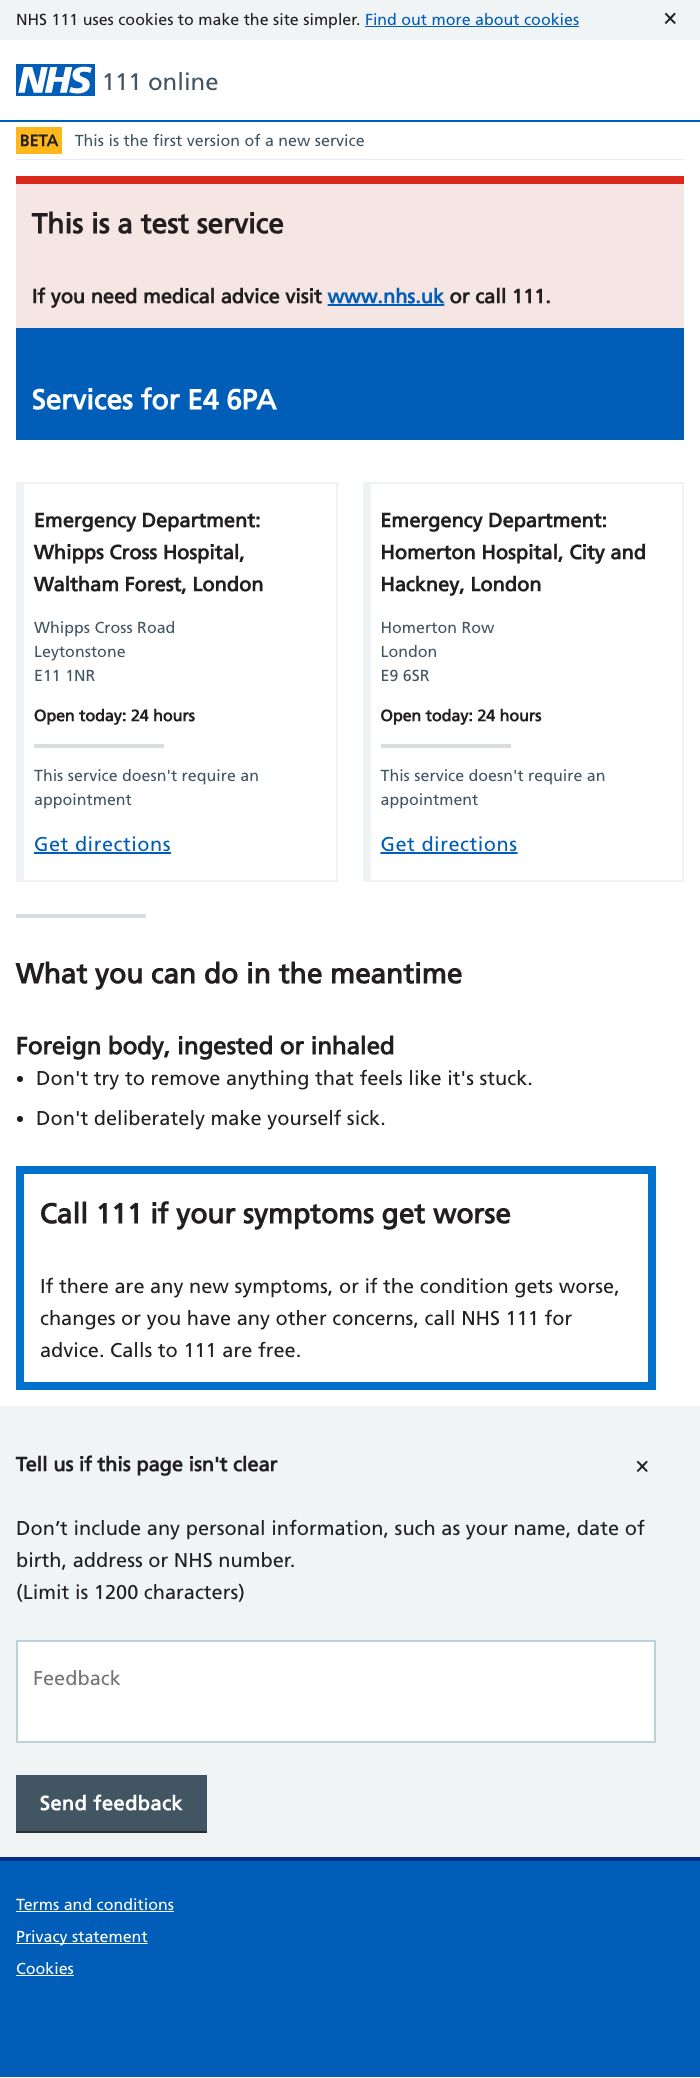 NHS 111 uses cookies to make the site simpler. Find out more about cookies ✕
NHS 111 online
BETA This is the first version of a new service
This is a test service
If you need medical advice visit www.nhs.uk or call 111.
Services for E4 6PA
Emergency Department:
Whipps Cross Hospital,
Waltham Forest, London
Whipps Cross Road
Leytonstone
E11 1NR
Open today: 24 hours
This service doesn't require an
appointment
Get directions
Emergency Department:
Homerton Hospital, City and
Hackney, London
Homerton Row
London
E9 6SR
Open today: 24 hours
This service doesn't require an
appointment
Get directions
What you can do in the meantime
Foreign body, ingested or inhaled
• Don't try to remove anything that feels like it's stuck.
• Don't deliberately make yourself sick.
Call 111 if your symptoms get worse
If there are any new symptoms, or if the condition gets worse,
changes or you have any other concerns, call NHS 111 for
advice. Calls to 111 are free.
Tell us if this page isn't clear ✕
Don’t include any personal information, such as your name, date of
birth, address or NHS number.
(Limit is 1200 characters)
Feedback
Send feedback
Terms and conditions
Privacy statement
Cookies